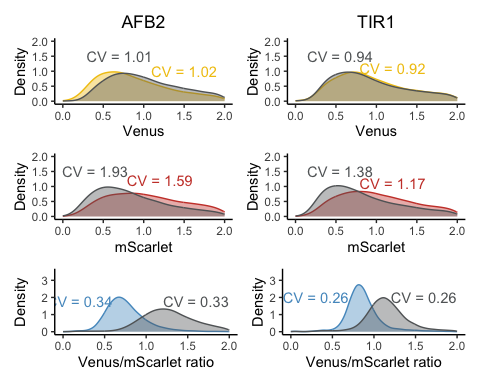 AFB2
TIR1
Density
2.0
1.5
1.0
0.5
0.0
CV = 1.01
CV = 1.02
0.0 0.5 1.0 1.5 2.0
Venus
Density
2.0
1.5
1.0
0.5
0.0
CV = 0.94
CV = 0.92
0.0 0.5 1.0 1.5 2.0
Venus
Density
2.0
1.5
1.0
0.5
0.0
CV = 1.93
CV = 1.59
0.0 0.5 1.0 1.5 2.0
mScarlet
Density
2.0
1.5
1.0
0.5
0.0
CV = 1.38
CV = 1.17
0.0 0.5 1.0 1.5 2.0
mScarlet
Density
3
2
1
0
V = 0.34
CV = 0.33
0.0 0.5 1.0 1.5 2.0
Venus/mScarlet ratio
Density
3
2
1
0
CV = 0.26
CV = 0.26
0.0 0.5 1.0 1.5 2.0
Venus/mScarlet ratio